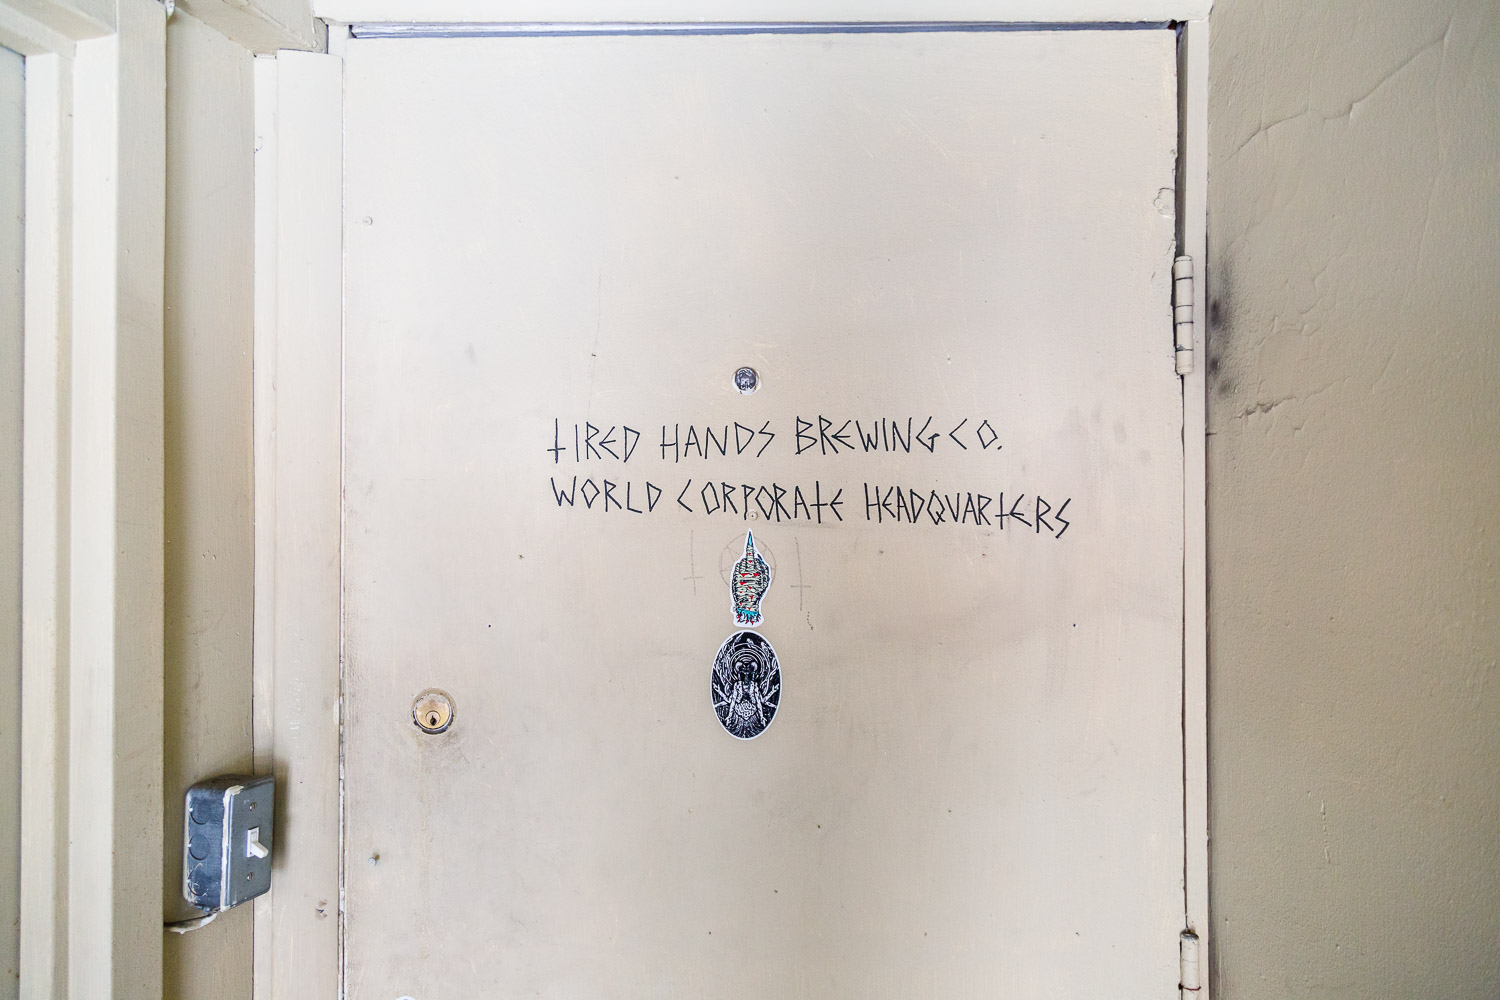 TIRED HANDS BREWING CO.
WORLD CORPORATE HEADQUARTERS